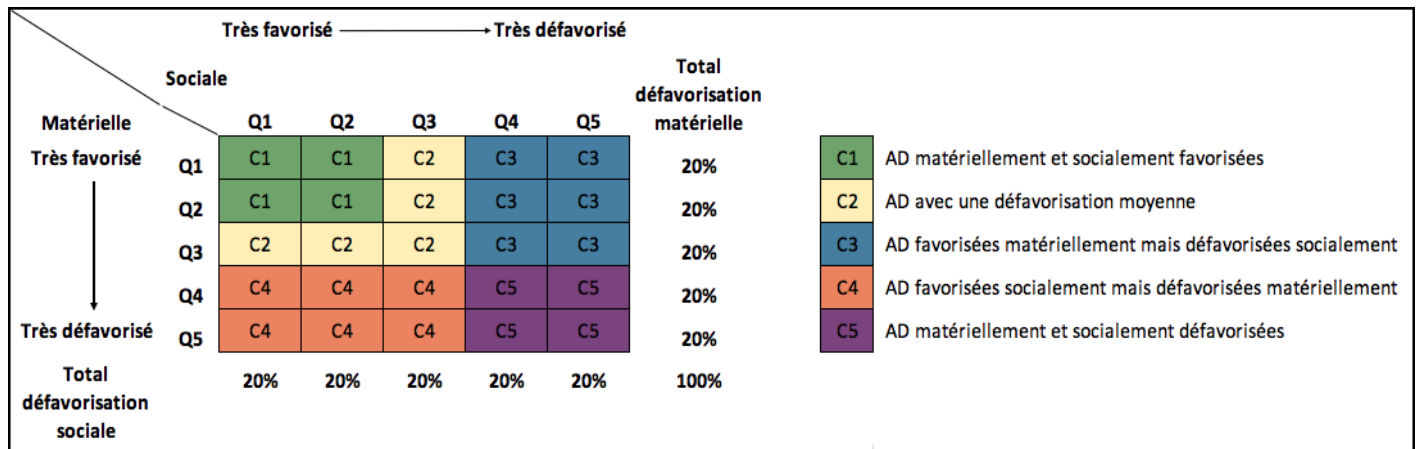 Très favorisé Très défavorisé
Sociale
Total
défavorisation
matérielle
Matérielle Q1 Q2 Q3 Q4 Q5
Très favorisé Q1 C1 C1 C2 C3 C3 20%
Q2 C1 C1 C2 C3 C3 20%
Q3 C2 C2 C2 C3 C3 20%
Q4 C4 C4 C4 C5 C5 20%
Très défavorisé Q5 C4 C4 C4 C5 C5 20%
Total
défavorisation
sociale
20% 20% 20% 20% 20% 100%
C1 AD matériellement et socialement favorisées
C2 AD avec une défavorisation moyenne
C3 AD favorisées matériellement mais défavorisées socialement
C4 AD favorisées socialement mais défavorisées matériellement
C5 AD matériellement et socialement défavorisées